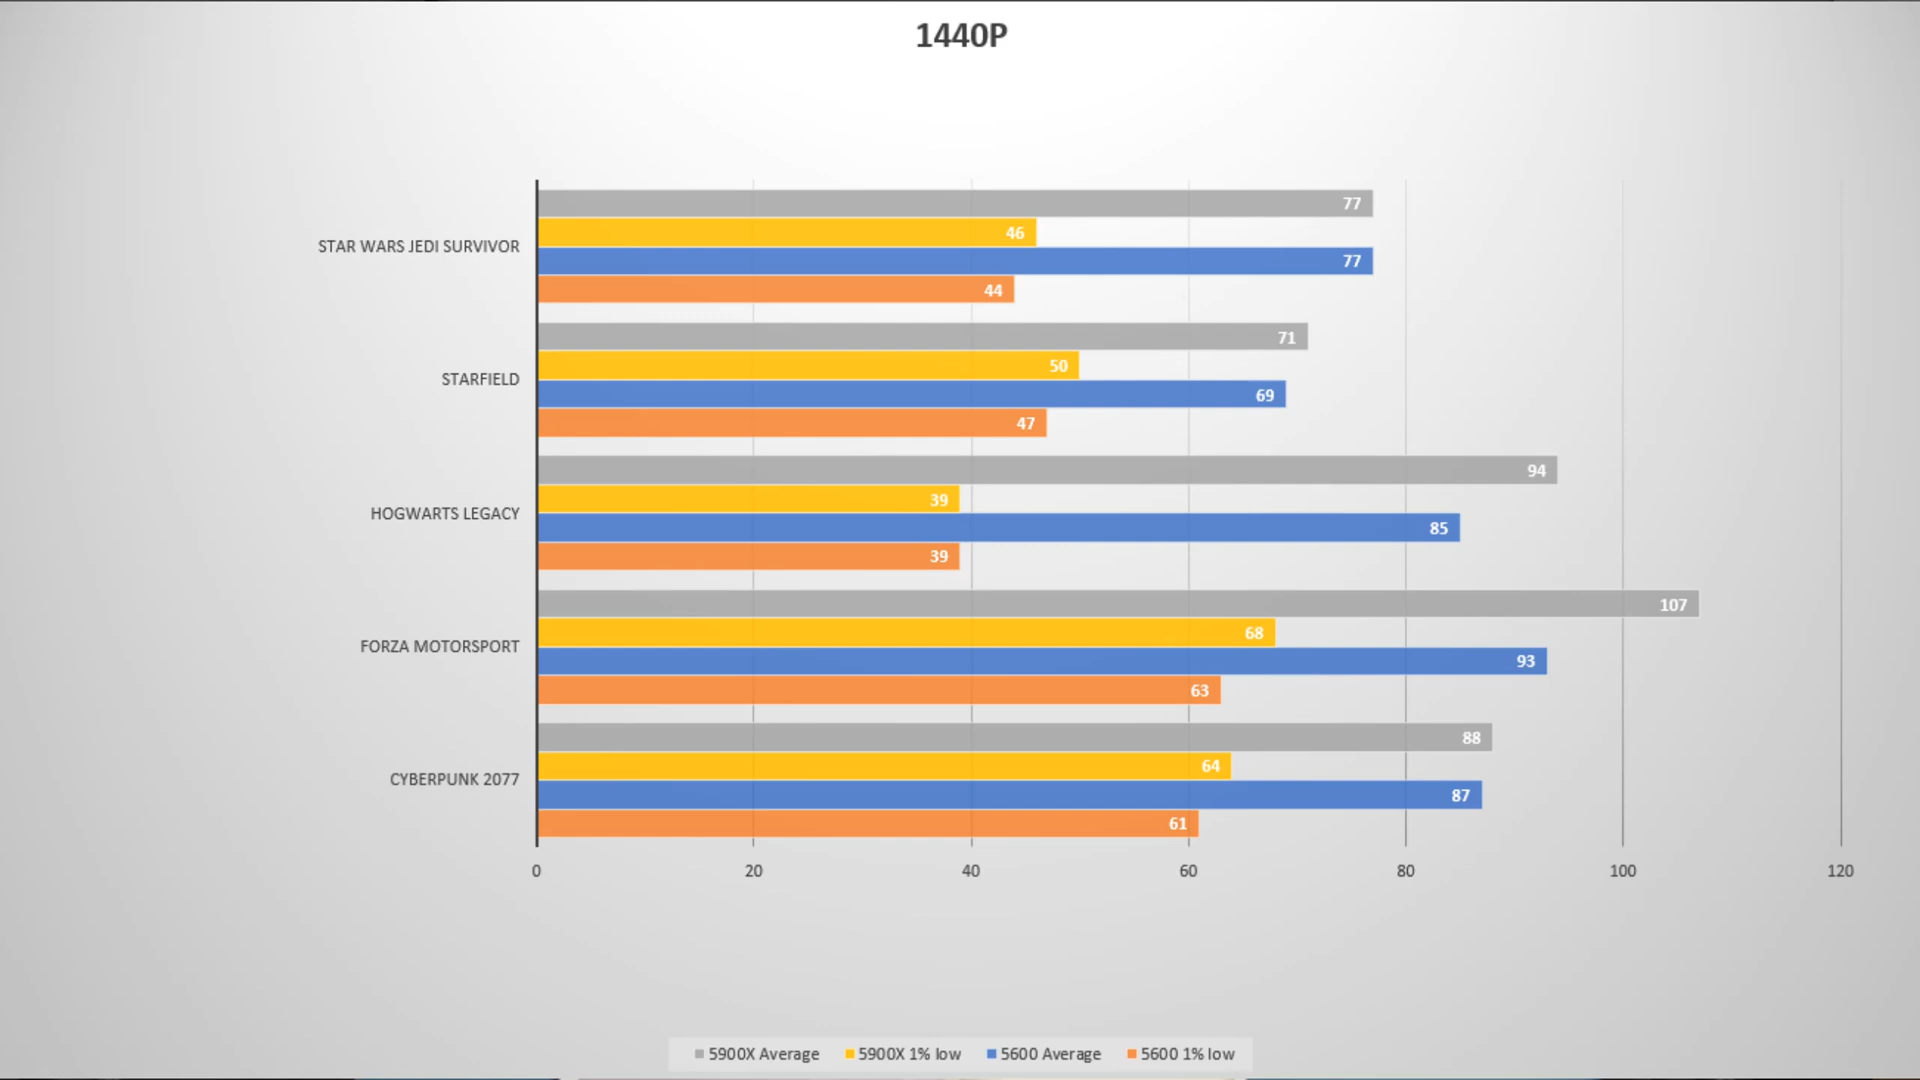 1440P
77
46
STAR WARS JEDI SURVIVOR
77
44
71
50
STARFIELD
69
47
94
39
HOGWARTS LEGACY
85
39
107
68
FORZA MOTORSPORT
93
63
88
64
CYBERPUNK 2077
87
61
0 20 40 60 80 100 120
5900X Average 5900X 1% low 5600 Average 5600 1% low